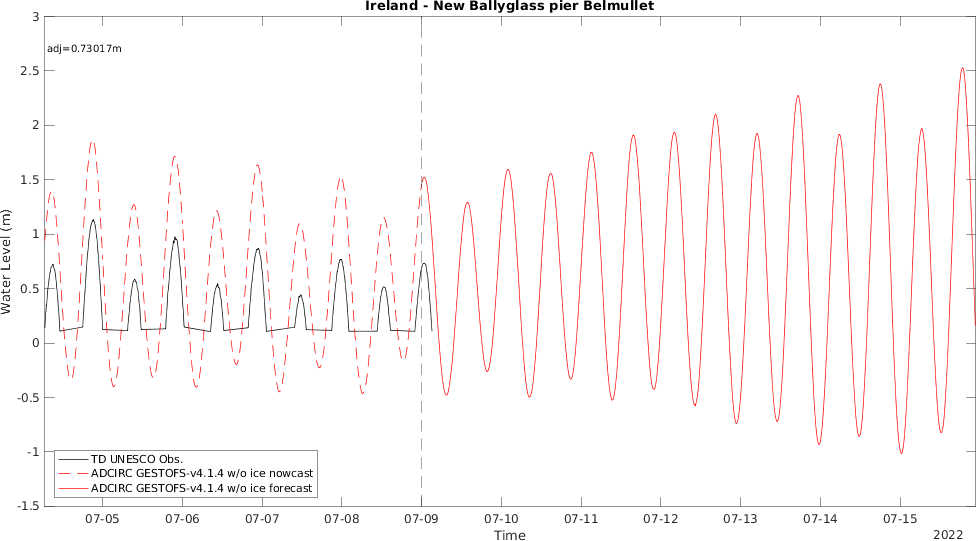 Ireland - New Ballyglass pier Belmullet
3
adj=0.73017m
2.5
2
1.5
1
0.5
0
-0.5
-1
-1.5
Water Level (m)
TD UNESCO Obs.
ADCIRC GESTOFS-v4.1.4 w/o ice nowcast
ADCIRC GESTOFS-v4.1.4 w/o ice forecast
07-05 07-06 07-07 07-08 07-09 07-10 07-11 07-12 07-13 07-14 07-15
Time
2022